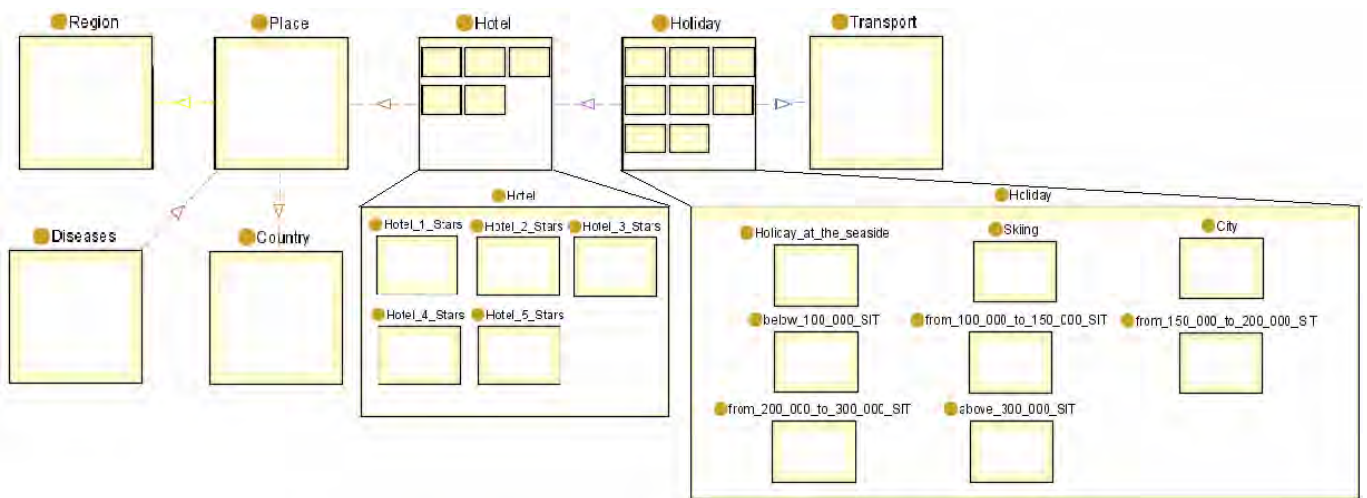 Region
Place
Hotel
Holiday
Transport
Diseases
Country
Hotel
Hotel_1_Stars
Hotel_2_Stars
Hotel_3_Stars
Hotel_4_Stars
Hotel_5_Stars
Holiday
Holiday_at_the_seaside
Skiing
City
below_100_000_SIT
from_100_000_to_150_000_SIT
from_150_000_to_200_000_SIT
from_200_000_to_300_000_SIT
above_300_000_SIT